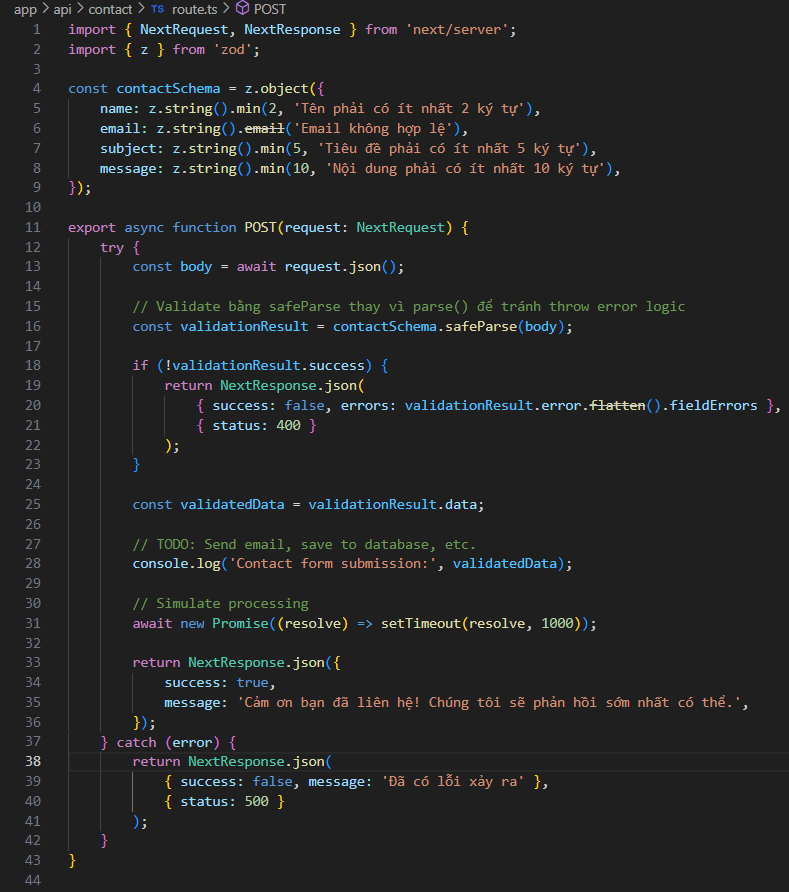 app > api > contact > TS route.ts > POST
1 import { NextRequest, NextResponse } from 'next/server';
2 import { z } from 'zod';
3
4 const contactSchema = z.object({
5     name: z.string().min(2, 'Tên phải có ít nhất 2 ký tự'),
6     email: z.string().email('Email không hợp lệ'),
7     subject: z.string().min(5, 'Tiêu đề phải có ít nhất 5 ký tự'),
8     message: z.string().min(10, 'Nội dung phải có ít nhất 10 ký tự'),
9 });
10
11 export async function POST(request: NextRequest) {
12     try {
13         const body = await request.json();
14
15         // Validate bằng safeParse thay vì parse() để tránh throw error logic
16         const validationResult = contactSchema.safeParse(body);
17
18         if (!validationResult.success) {
19             return NextResponse.json(
20                 { success: false, errors: validationResult.error.flatten().fieldErrors },
21                 { status: 400 }
22             );
23         }
24
25         const validatedData = validationResult.data;
26
27         // TODO: Send email, save to database, etc.
28         console.log('Contact form submission:', validatedData);
29
30         // Simulate processing
31         await new Promise((resolve) => setTimeout(resolve, 1000));
32
33         return NextResponse.json({
34             success: true,
35             message: 'Cảm ơn bạn đã liên hệ! Chúng tôi sẽ phản hồi sớm nhất có thể.',
36         });
37     } catch (error) {
38         return NextResponse.json(
39             { success: false, message: 'Đã có lỗi xảy ra' },
40             { status: 500 }
41         );
42     }
43 }
44